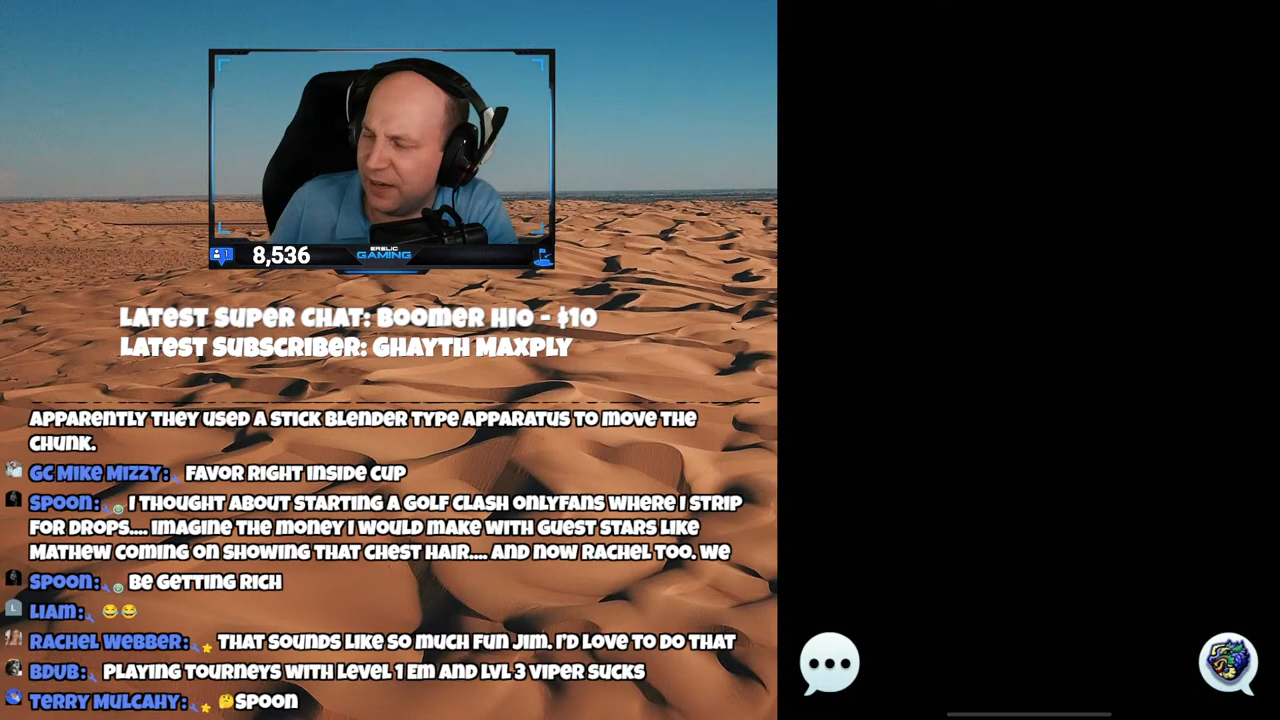 8,536
ERSLIC
GAMING
Latest Super Chat: Boomer HIO - $10
Latest Subscriber: Ghayth Maxply
Apparently they used a stick blender type apparatus to move the
chunk.
GC Mike Mizzy: Favor right inside cup
Spoon: I thought about starting a golf clash onlyfans where I strip
for drops.... Imagine the money I would make with guest stars like
Mathew coming on showing that chest hair.... And now Rachel too. We
Spoon: Be getting rich
L
Liam: 😂😂
Rachel Webber: That sounds like so much fun Jim. I'd love to do that
BDUB: Playing tourneys with level 1 EM and lvl 3 viper sucks
Terry Mulcahy: 🤔Spoon